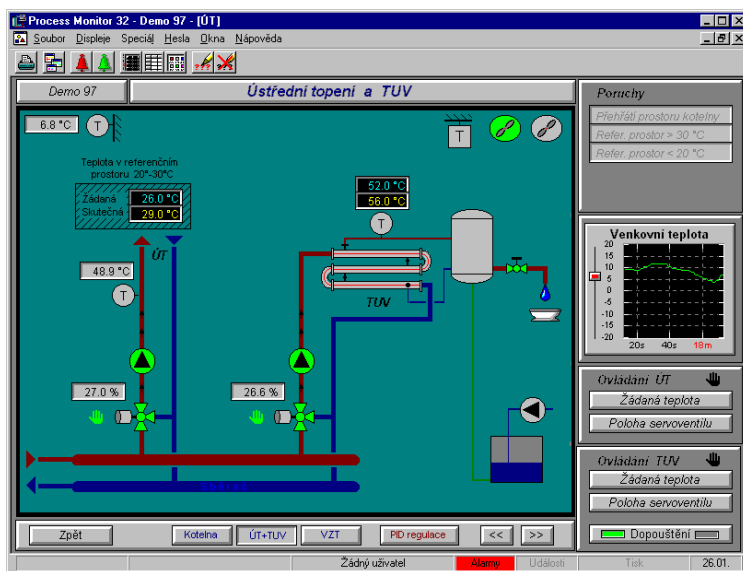 Process Monitor 32 - Demo 97 - [ÚT]
Soubor Displeje Speciál Hesla Okna Nápověda
Demo 97
Ústřední topení a TUV
6.8 °C
T
T
Teplota v referenčním
prostoru 20°-30°C
Žádaná 26.0 °C
Skutečná 29.0 °C
ÚT
48.9 °C
T
52.0 °C
56.0 °C
T
TUV
27.0 %
26.6 %
Poruchy
Přehřátí prostoru kotelny
Refer. prostor > 30 °C
Refer. prostor < 20 °C
Venkovní teplota
20
15
10
5
0
-5
-10
-15
-20
20s 40s 18m
Ovládání ÚT
Žádaná teplota
Poloha servoventilu
Ovládání TUV
Žádaná teplota
Poloha servoventilu
Dopouštění
Zpět
Kotelna
ÚT+TUV
VZT
PID regulace
<<
>>
Žádný uživatel
Alarmy
Události
Tisk
26.01.